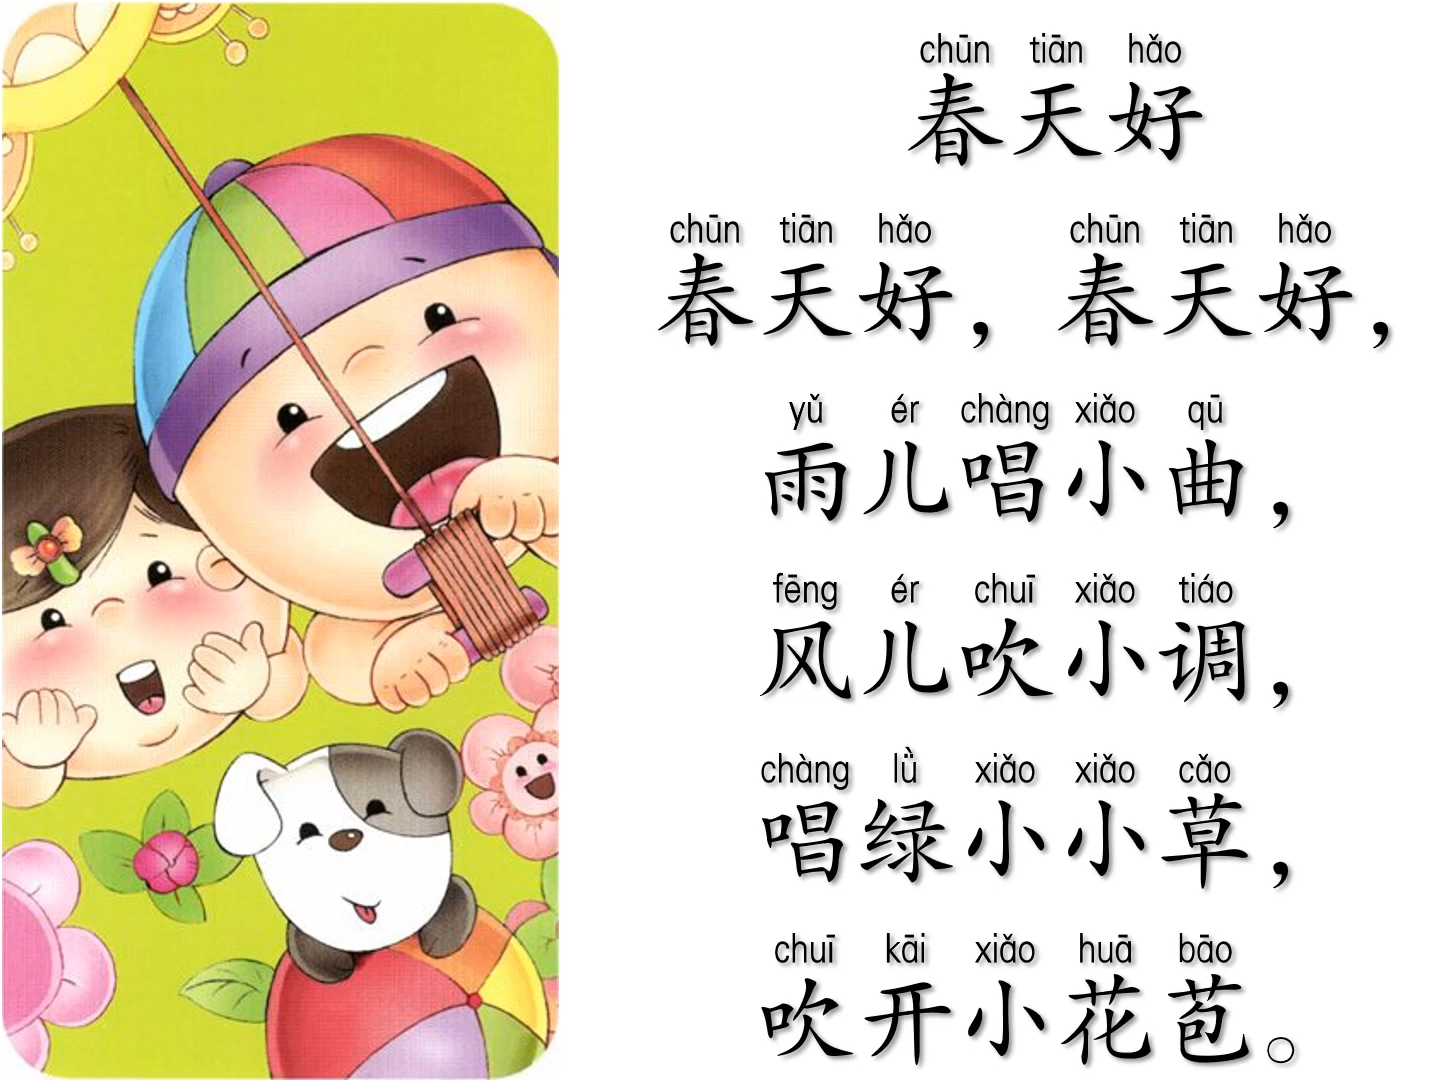 chūn tiān hǎo
春天好
chūn tiān hǎo chūn tiān hǎo
春天好，春天好，
yǔ ér chàng xiǎo qū
雨儿唱小曲，
fēng ér chuī xiǎo tiáo
风儿吹小调，
chàng lǜ xiǎo xiǎo cǎo
唱绿小小草，
chuī kāi xiǎo huā bāo
吹开小花苞。